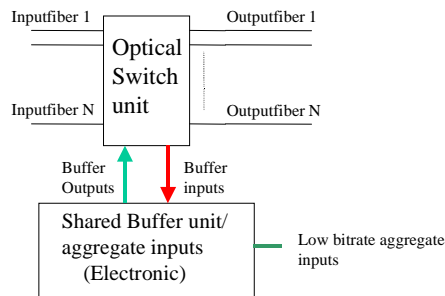 Inputfiber 1
Outputfiber 1
Optical
Switch
unit
Inputfiber N
Outputfiber N
Buffer
Outputs
Buffer
inputs
Shared Buffer unit/
aggregate inputs
(Electronic)
Low bitrate aggregate
inputs